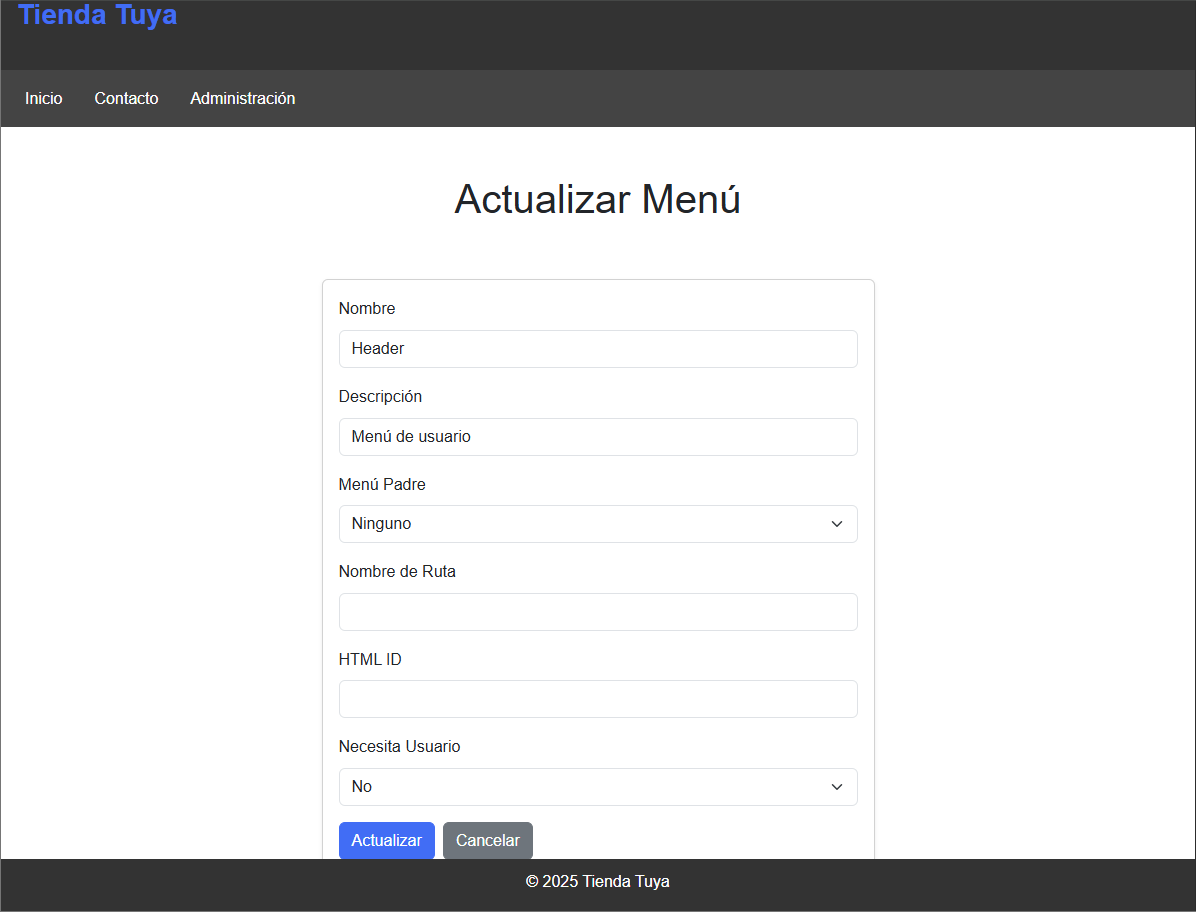 Tienda Tuya
Inicio Contacto Administración
Actualizar Menú
Nombre
Header
Descripción
Menú de usuario
Menú Padre
Ninguno
Nombre de Ruta
HTML ID
Necesita Usuario
No
Actualizar Cancelar
© 2025 Tienda Tuya